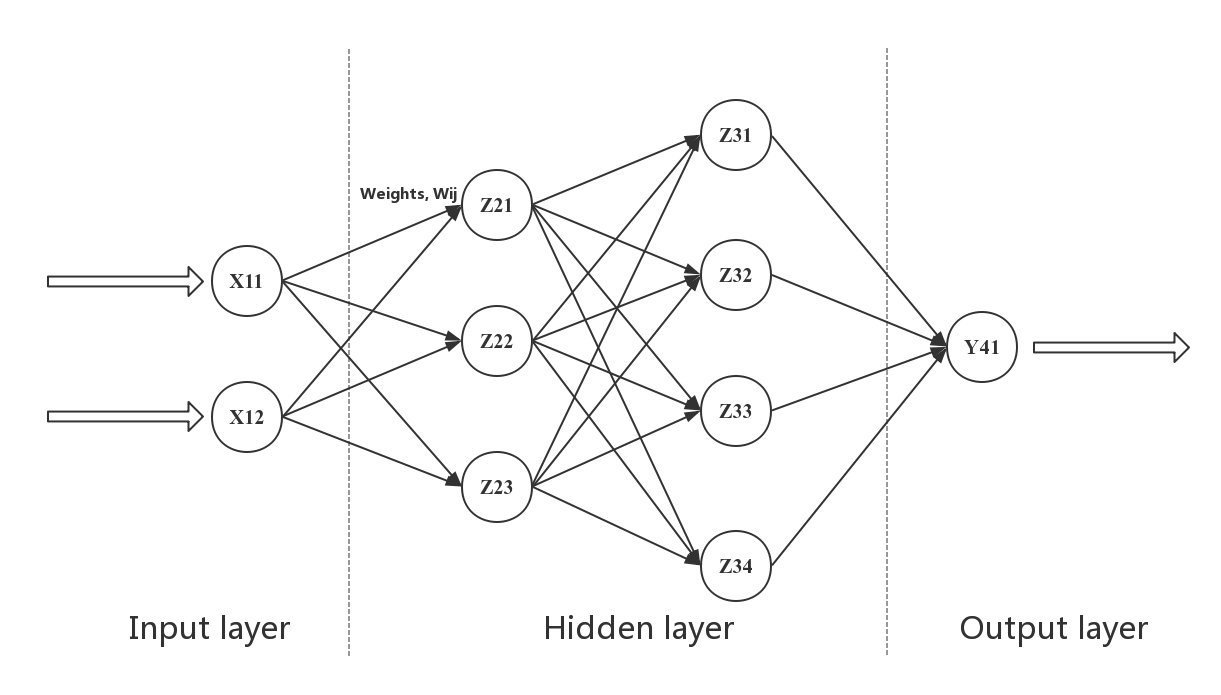 Z31
Weights, Wij
Z21
X11
Z32
Z22
Y41
X12
Z33
Z23
Z34
Input layer
Hidden layer
Output layer